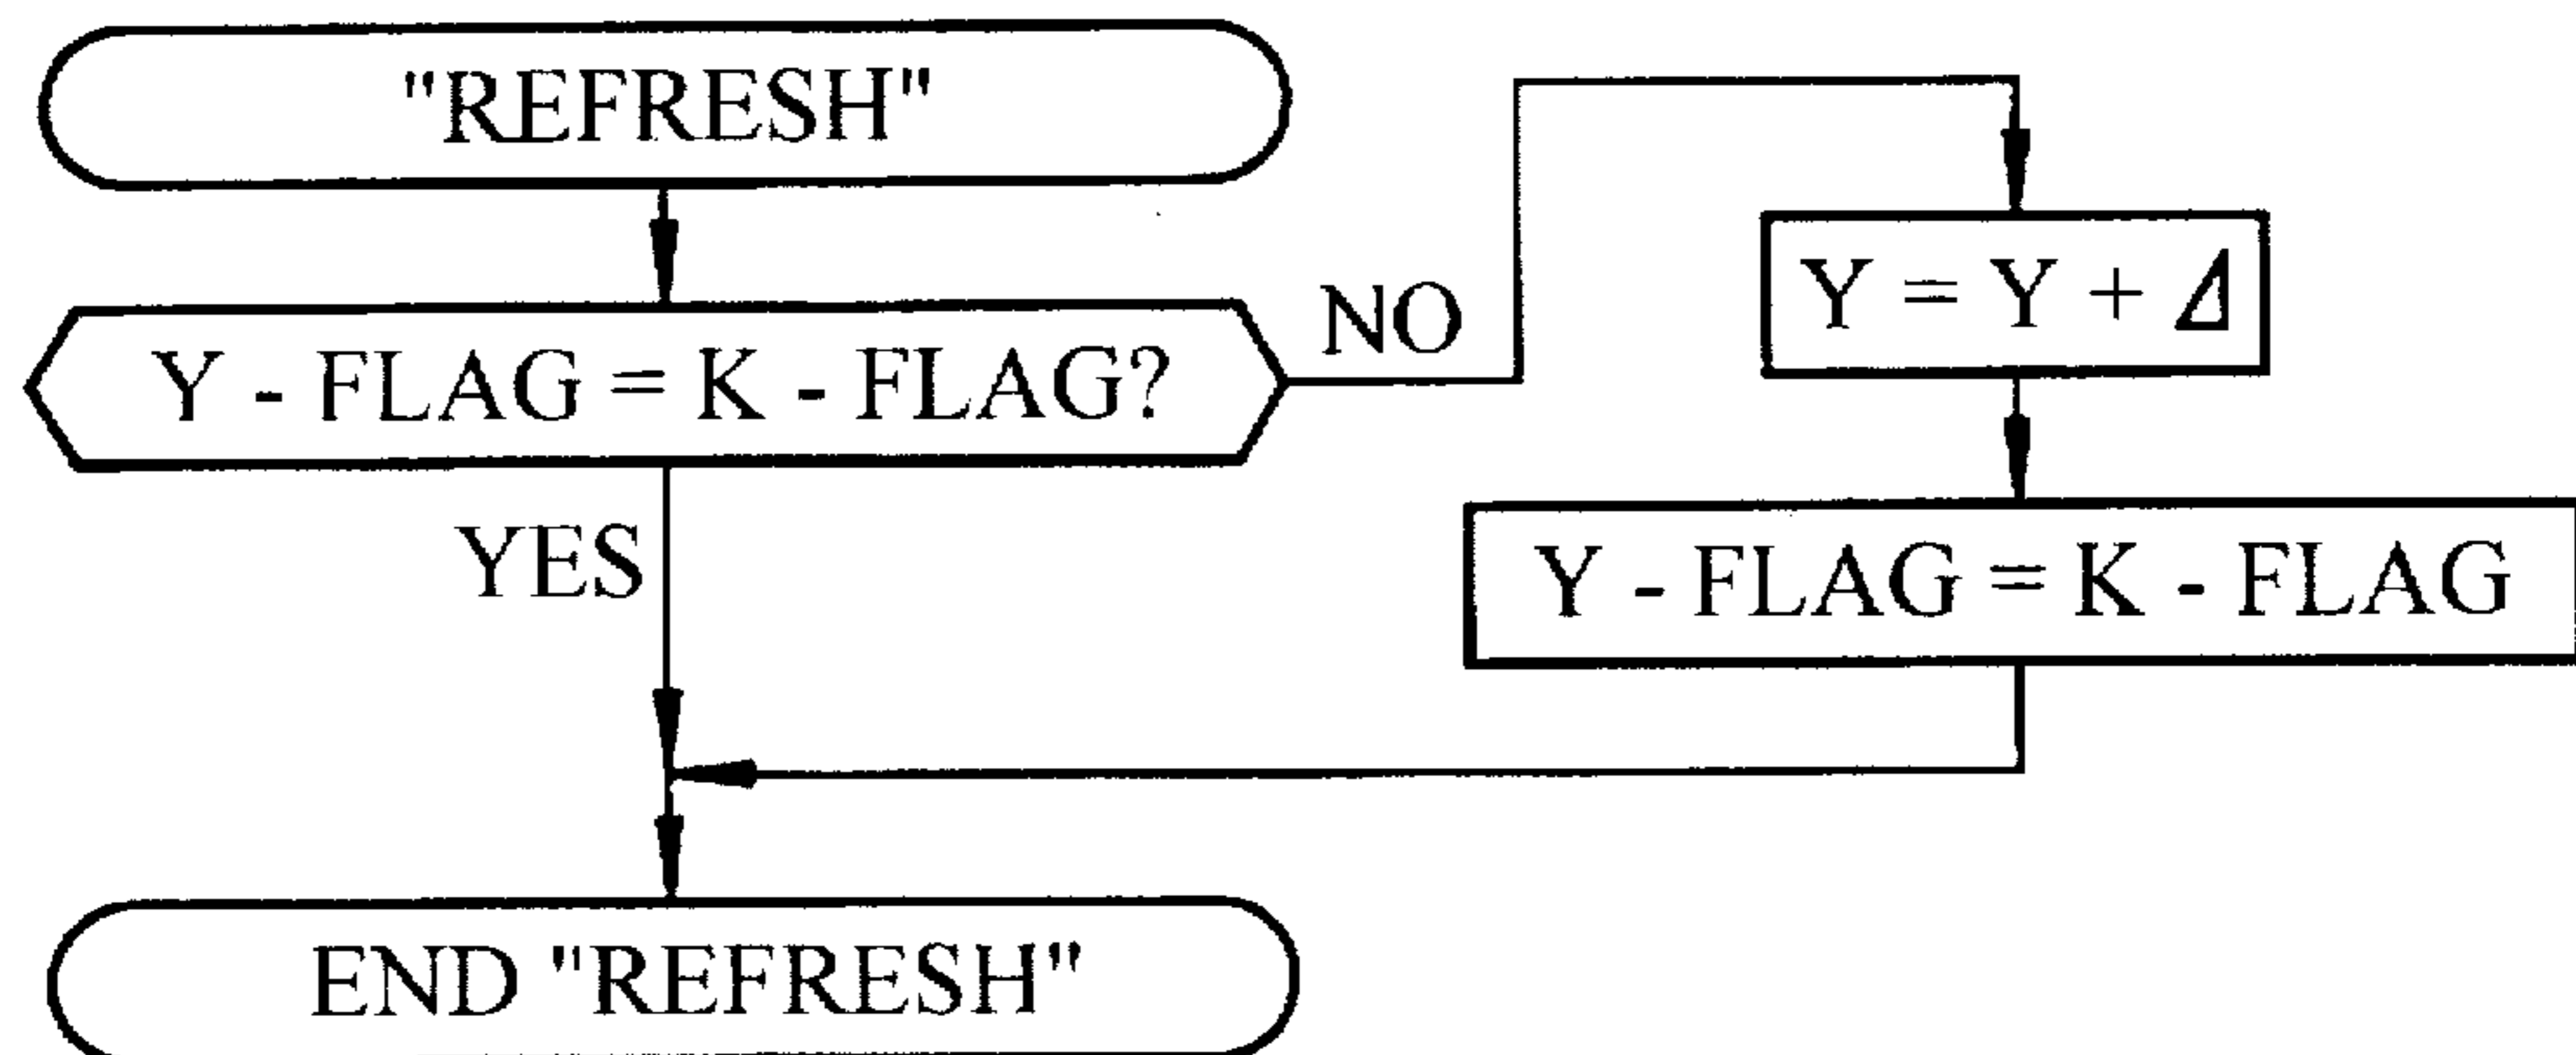 "REFRESH"
Y - FLAG = K - FLAG?
NO
Y = Y + Δ
Y - FLAG = K - FLAG
YES
END "REFRESH"